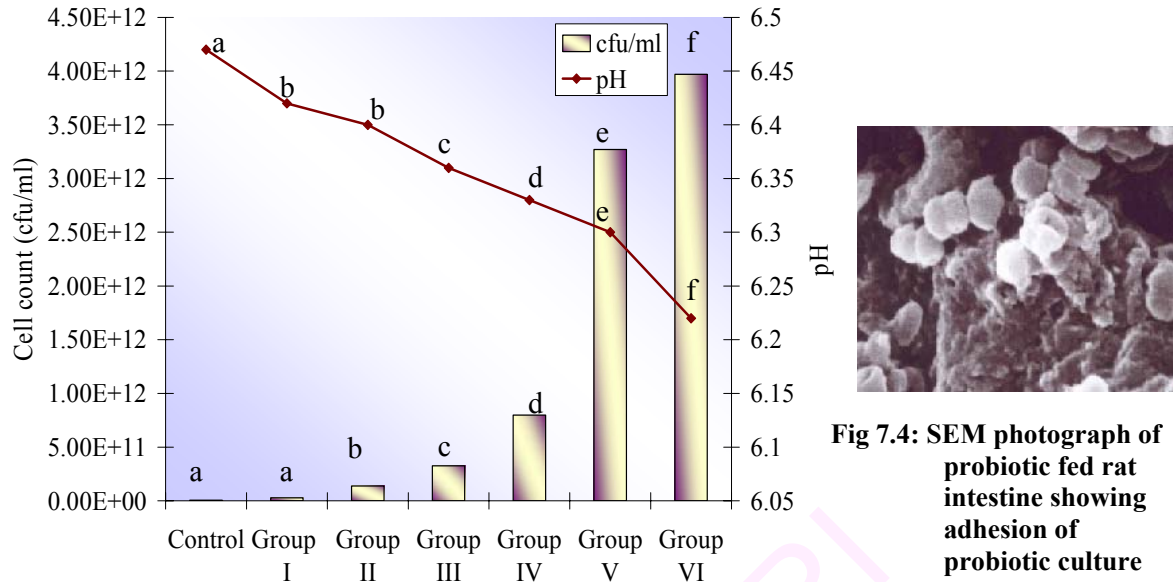 4.50E+12
4.00E+12
3.50E+12
3.00E+12
2.50E+12
2.00E+12
1.50E+12
1.00E+12
5.00E+11
0.00E+00
Cell count (cfu/ml)
cfu/ml
pH
a
b
b
c
d
e
f
a
a
b
c
d
e
f
6.5
6.45
6.4
6.35
6.3
6.25
6.2
6.15
6.1
6.05
pH
Control
Group I
Group II
Group III
Group IV
Group V
Group VI
Fig 7.4: SEM photograph of
probiotic fed rat
intestine showing
adhesion of
probiotic culture